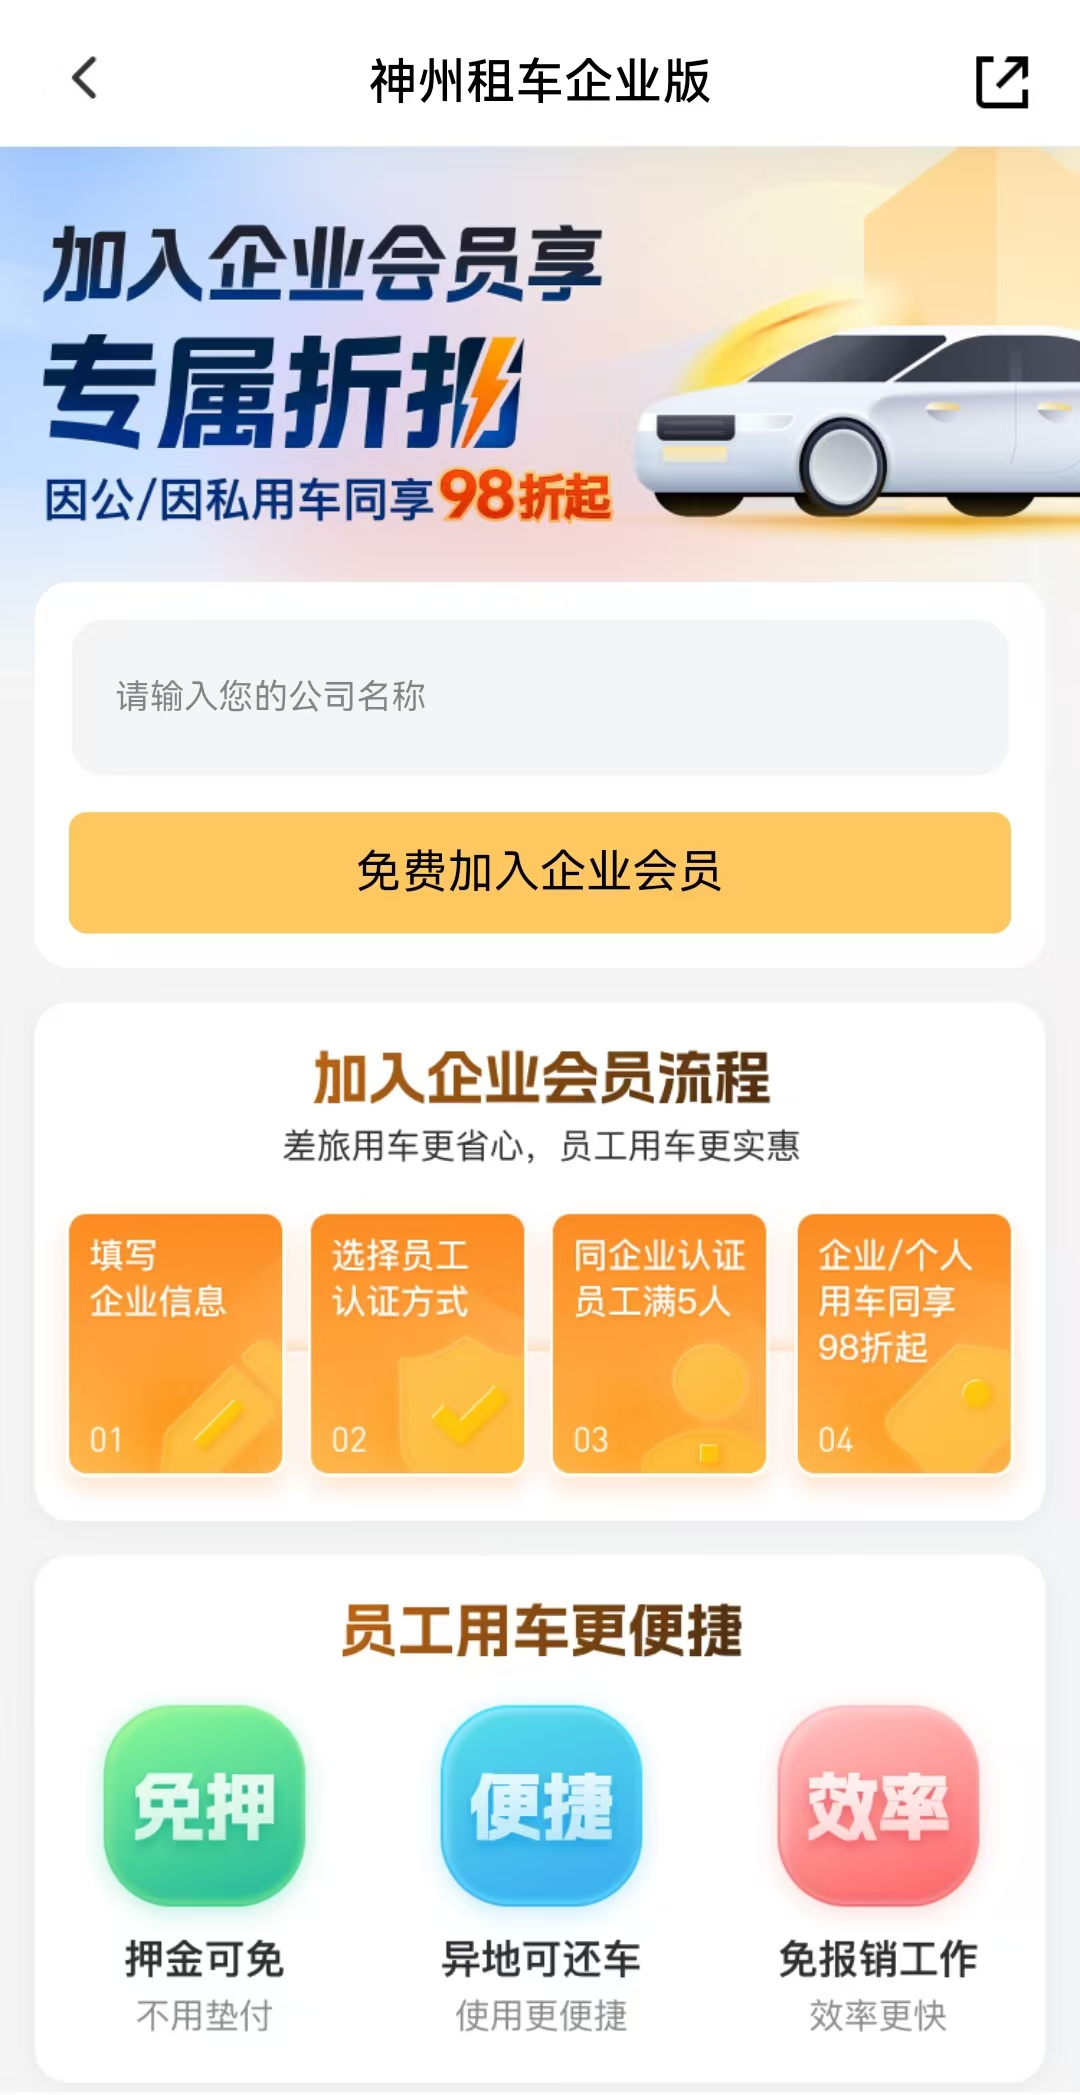 神州租车企业版
加入企业会员享
专属折扣
因公/因私用车同享98折起
请输入您的公司名称
免费加入企业会员
加入企业会员流程
差旅用车更省心，员工用车更实惠
填写
企业信息
01
选择员工
认证方式
02
同企业认证
员工满5人
03
企业/个人
用车同享
98折起
04
员工用车更便捷
免押
便捷
效率
押金可免
异地可还车
免报销工作
不用垫付
使用更便捷
效率更快